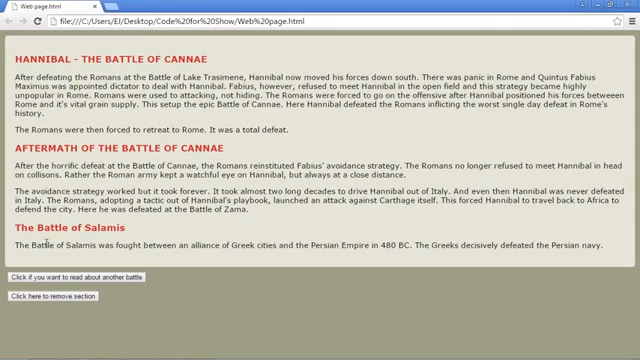 Web page.html
file:///C:/Users/EJ/Desktop/Code%20for%20Show/Web%20page.html
HANNIBAL - THE BATTLE OF CANNAE
After defeating the Romans at the Battle of Lake Trasimene, Hannibal now moved his forces down south. There was panic in Rome and Quintus Fabius
Maximus was appointed dictator to deal with Hannibal. Fabius, however, refused to meet Hannibal in the open field and this strategy became highly
unpopular in Rome. Romans were used to attacking, not hiding. The Romans were forced to go on the offensive after Hannibal positioned his forces betweeen
Rome and it's vital grain supply. This setup the epic Battle of Cannae. Here Hannibal defeated the Romans inflicting the worst single day defeat in Rome's
history.
The Romans were then forced to retreat to Rome. It was a total defeat.
AFTERMATH OF THE BATTLE OF CANNAE
After the horrific defeat at the Battle of Cannae, the Romans reinstituted Fabius' avoidance strategy. The Romans no longer refused to meet Hannibal in head
on collisons. Rather the Roman army kept a watchful eye on Hannibal, but always at a close distance.
The avoidance strategy worked but it took forever. It took almost two long decades to drive Hannibal out of Italy. And even then Hannibal was never defeated
in Italy. The Romans, adopting a tactic out of Hannibal's playbook, launched an attack against Carthage itself. This forced Hannibal to travel back to Africa to
defend the city. Here he was defeated at the Battle of Zama.
The Battle of Salamis
The Battle of Salamis was fought between an alliance of Greek cities and the Persian Empire in 480 BC. The Greeks decisively defeated the Persian navy.
Click if you want to read about another battle
Click here to remove section